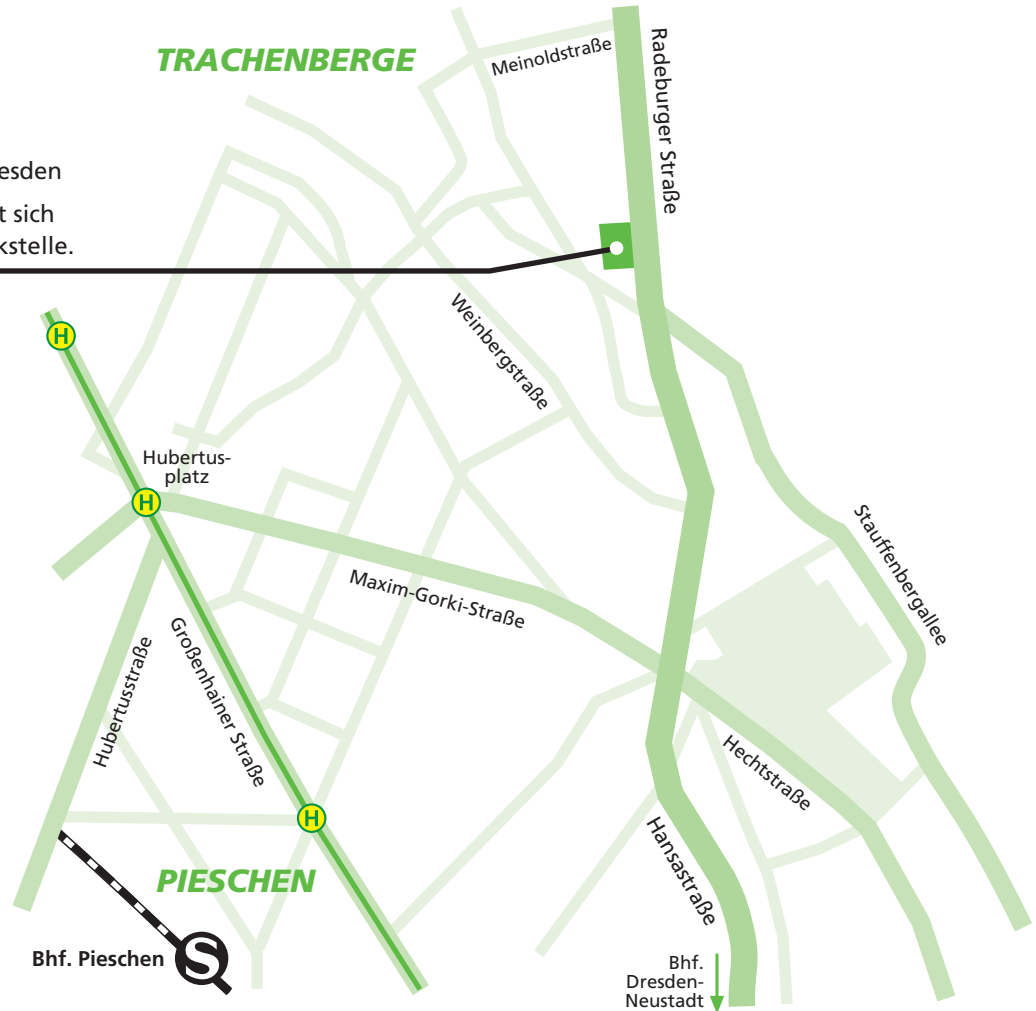 TRACHENBERGE
Meinoldstraße
Radeburger Straße
esden
t sich
kstelle.
Weinbergstraße
H
Hubertus-
platz
H
Maxim-Gorki-Straße
Stauffenbergallee
Großenhainer Straße
Hubertusstraße
Hechtstraße
H
Hansastraße
PIESCHEN
Bhf. Pieschen
S
Bhf.
Dresden-
Neustadt